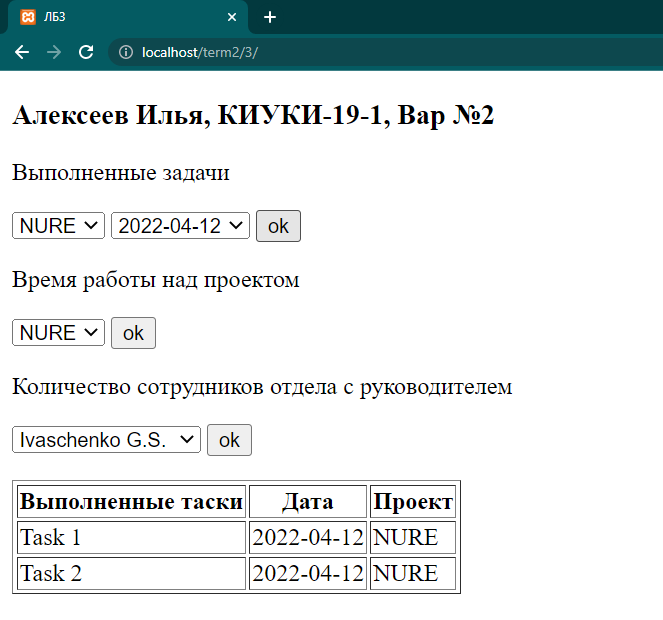 ЛБ3
localhost/term2/3/
Алексеев Илья, КИУКИ-19-1, Вар №2
Выполненные задачи
NURE 2022-04-12 ok
Время работы над проектом
NURE ok
Количество сотрудников отдела с руководителем
Ivaschenko G.S. ok
Выполненные таски Дата Проект
Task 1 2022-04-12 NURE
Task 2 2022-04-12 NURE